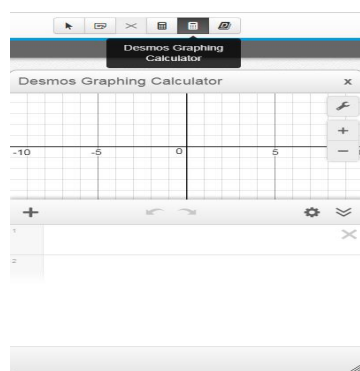 Desmos Graphing
Calculator
Desmos Graphing Calculator x
-10 -5 0 5
1
2